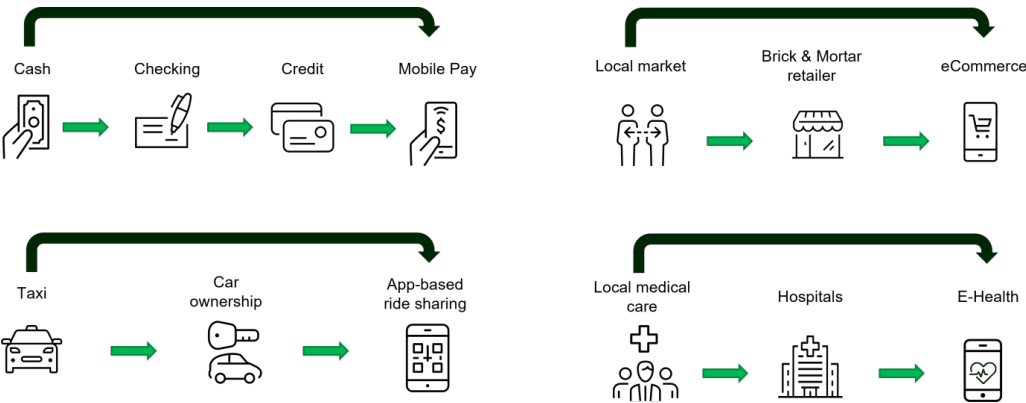 Cash
Checking
Credit
Mobile Pay
$
Local market
Brick & Mortar
retailer
eCommerce
Taxi
Car
ownership
App-based
ride sharing
Local medical
care
Hospitals
E-Health